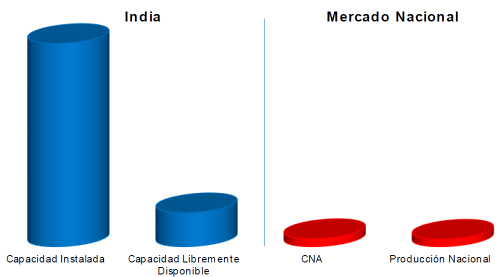 India
Mercado Nacional
Capacidad Instalada
Capacidad Libremente
Disponible
CNA
Producción Nacional